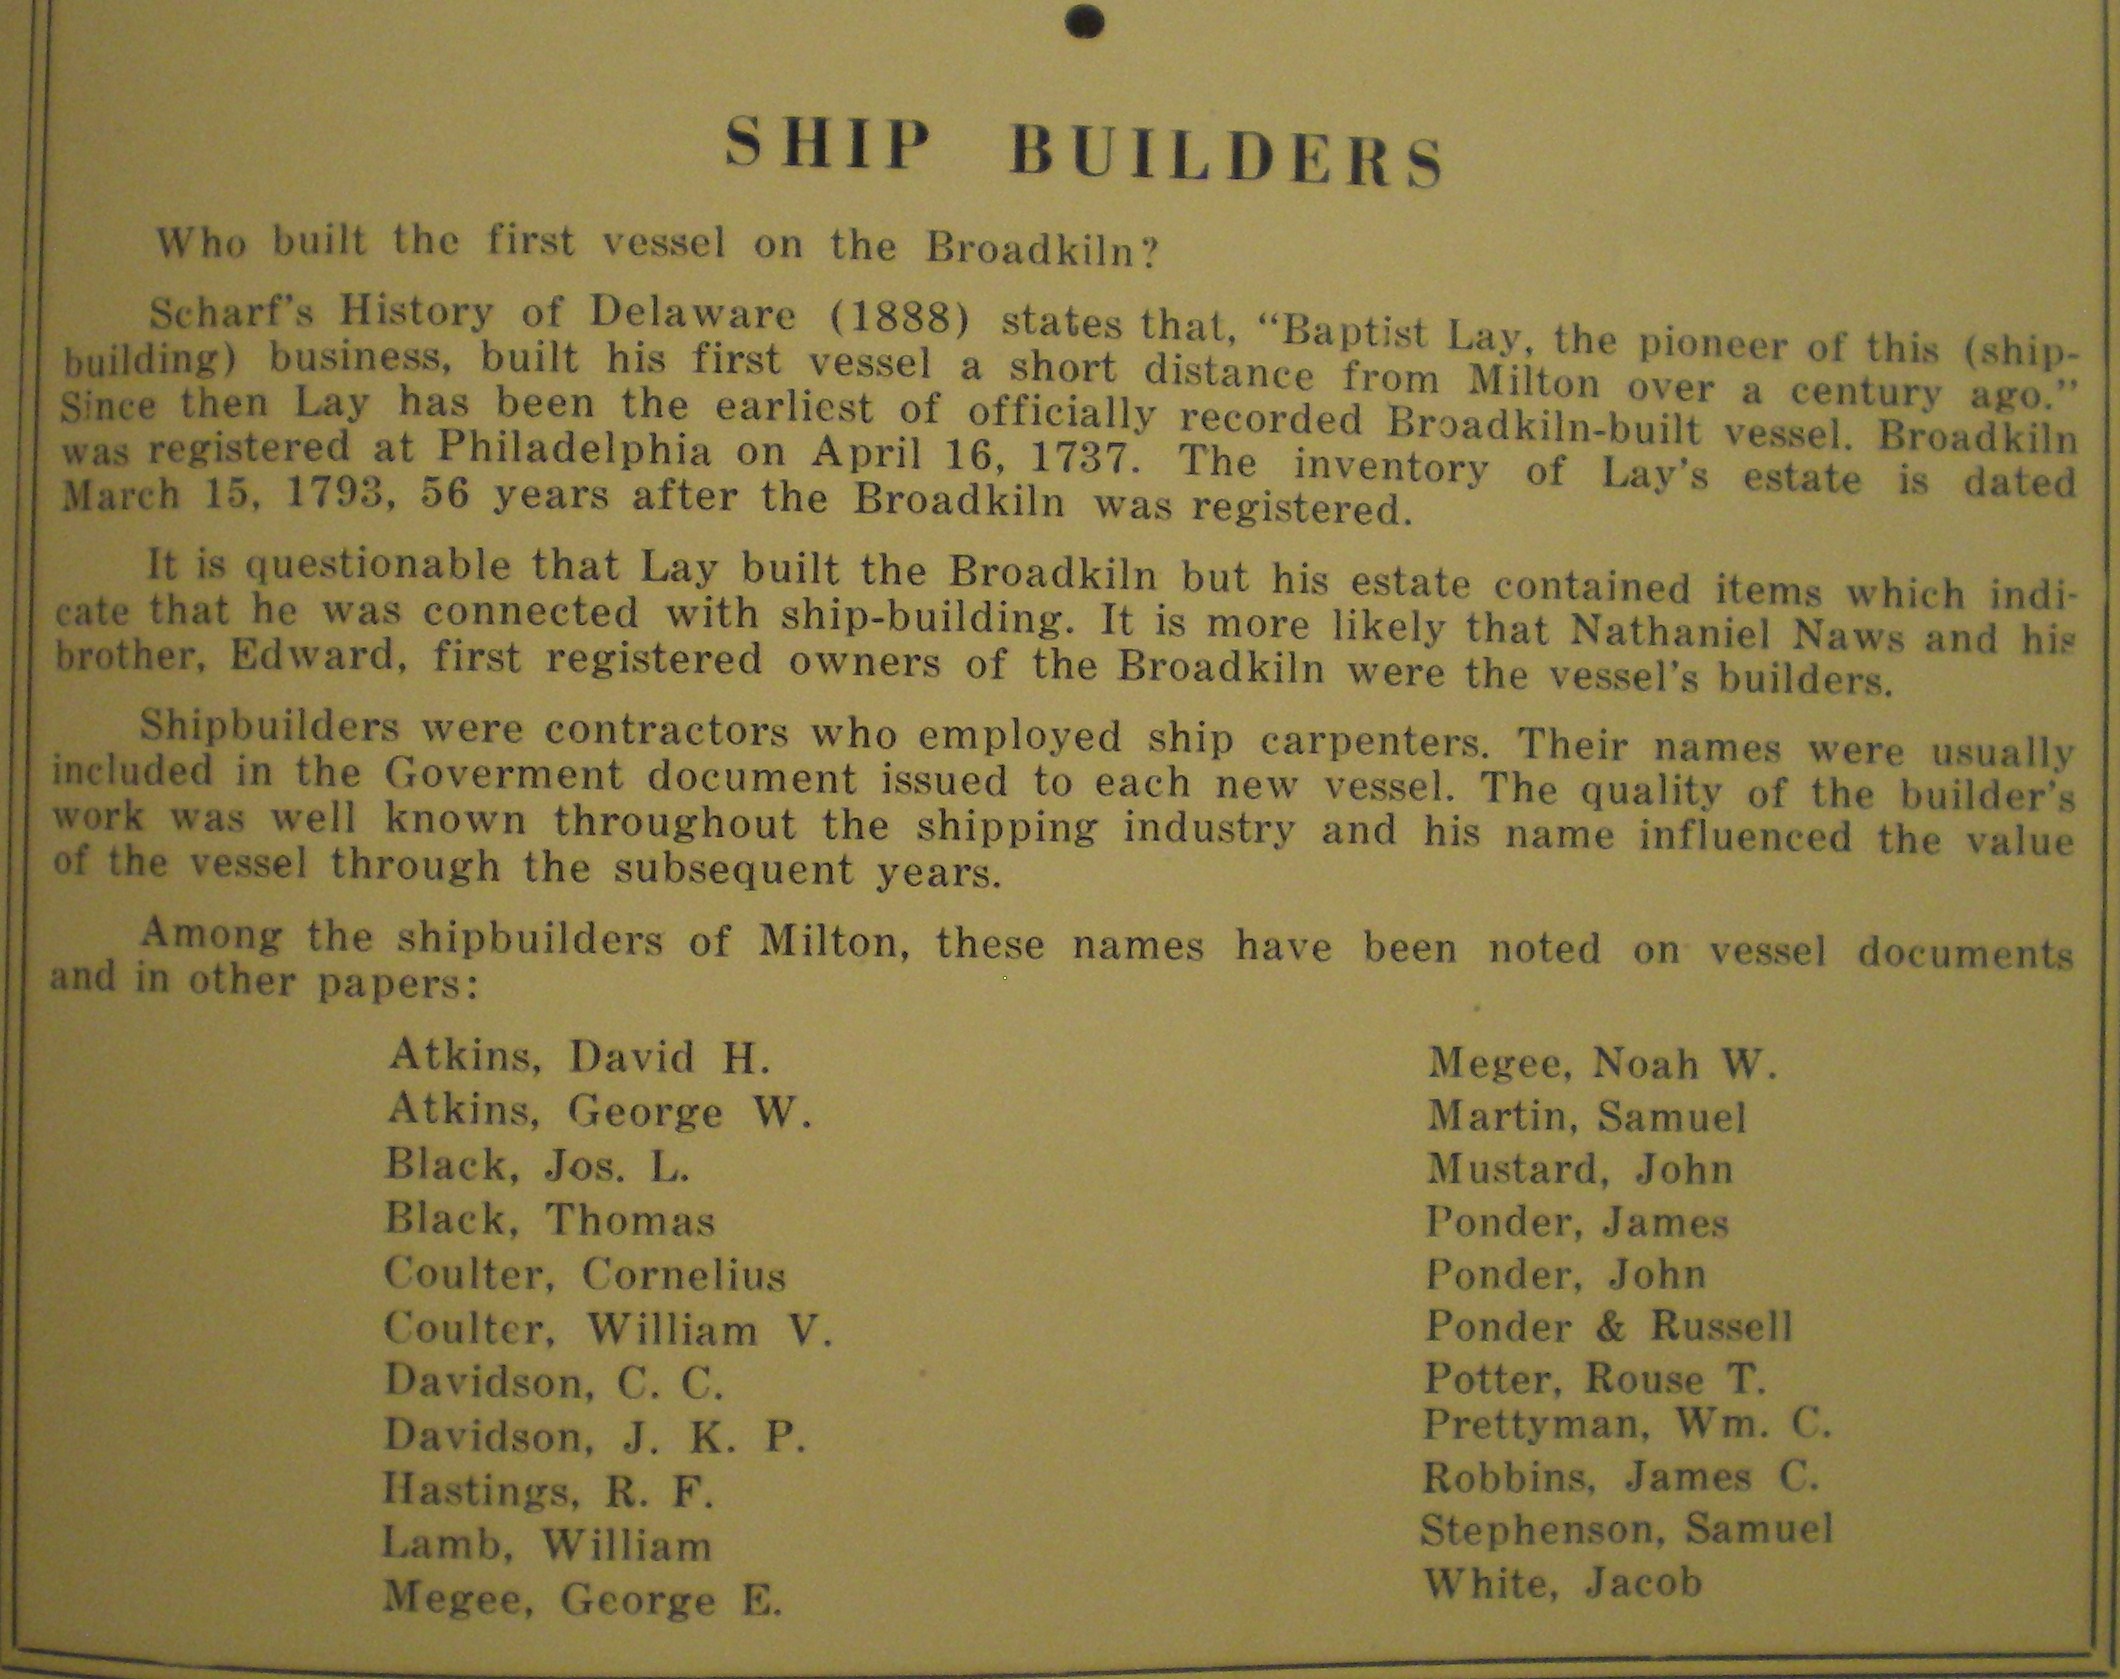 SHIP BUILDERS
Who built the first vessel on the Broadkiln?
Scharf's History of Delaware (1888) states that, “Baptist Lay, the pioneer of this (ship-
building) business, built his first vessel a short distance from Milton over a century ago.”
Since then Lay has been the earliest of officially recorded Broadkiln-built vessel. Broadkiln
was registered at Philadelphia on April 16, 1737. The inventory of Lay's estate is dated
March 15, 1793, 56 years after the Broadkiln was registered.
It is questionable that Lay built the Broadkiln but his estate contained items which indi-
cate that he was connected with ship-building. It is more likely that Nathaniel Naws and his
brother, Edward, first registered owners of the Broadkiln were the vessel's builders.
Shipbuilders were contractors who employed ship carpenters. Their names were usually
included in the Goverment document issued to each new vessel. The quality of the builder's
work was well known throughout the shipping industry and his name influenced the value
of the vessel through the subsequent years.
Among the shipbuilders of Milton, these names have been noted on vessel documents
and in other papers:
Atkins, David H.
Atkins, George W.
Black, Jos. L.
Black, Thomas
Coulter, Cornelius
Coulter, William V.
Davidson, C. C.
Davidson, J. K. P.
Hastings, R. F.
Lamb, William
Megee, George E.
Megee, Noah W.
Martin, Samuel
Mustard, John
Ponder, James
Ponder, John
Ponder & Russell
Potter, Rouse T.
Prettyman, Wm. C.
Robbins, James C.
Stephenson, Samuel
White, Jacob